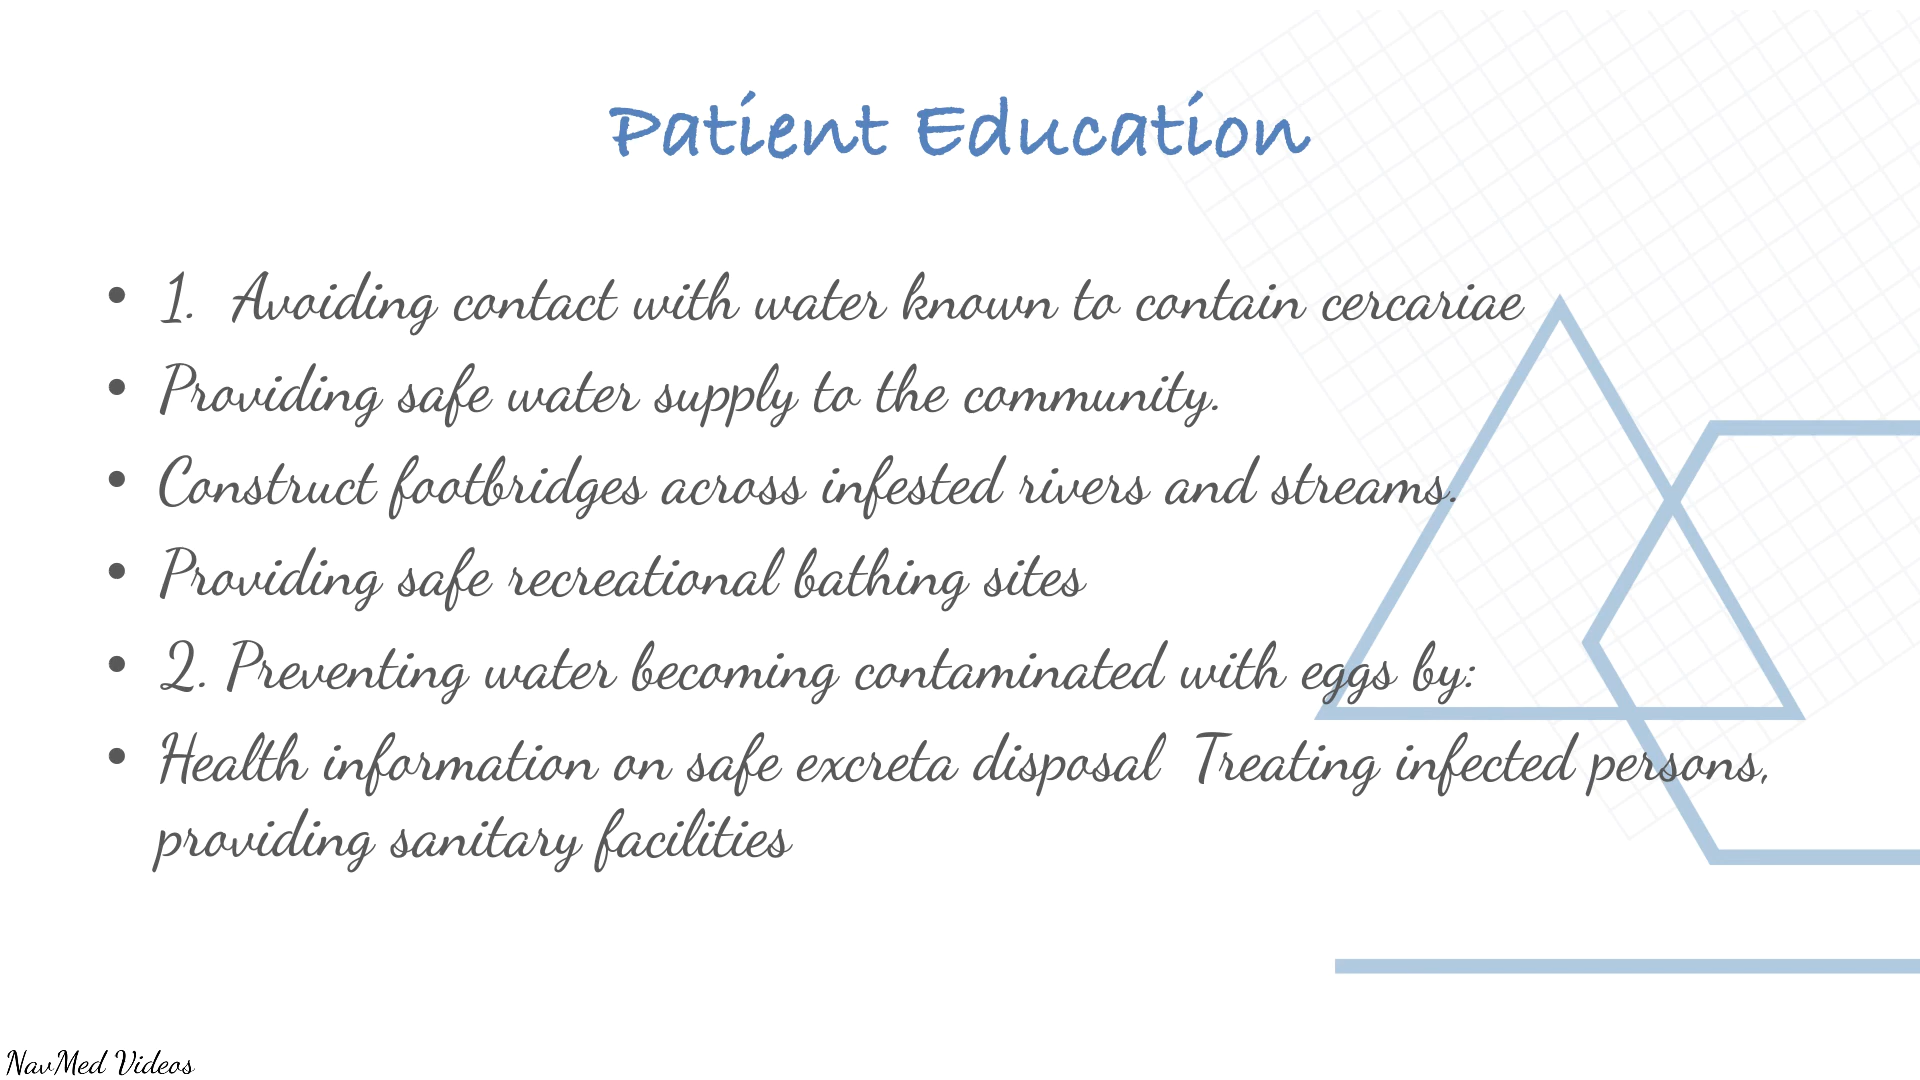 Patient Education
• 1. Avoiding contact with water known to contain cercariae
• Providing safe water supply to the community.
• Construct footbridges across infested rivers and streams.
• Providing safe recreational bathing sites
• 2. Preventing water becoming contaminated with eggs by:
• Health information on safe excreta disposal Treating infected persons,
providing sanitary facilities
NavMed Videos